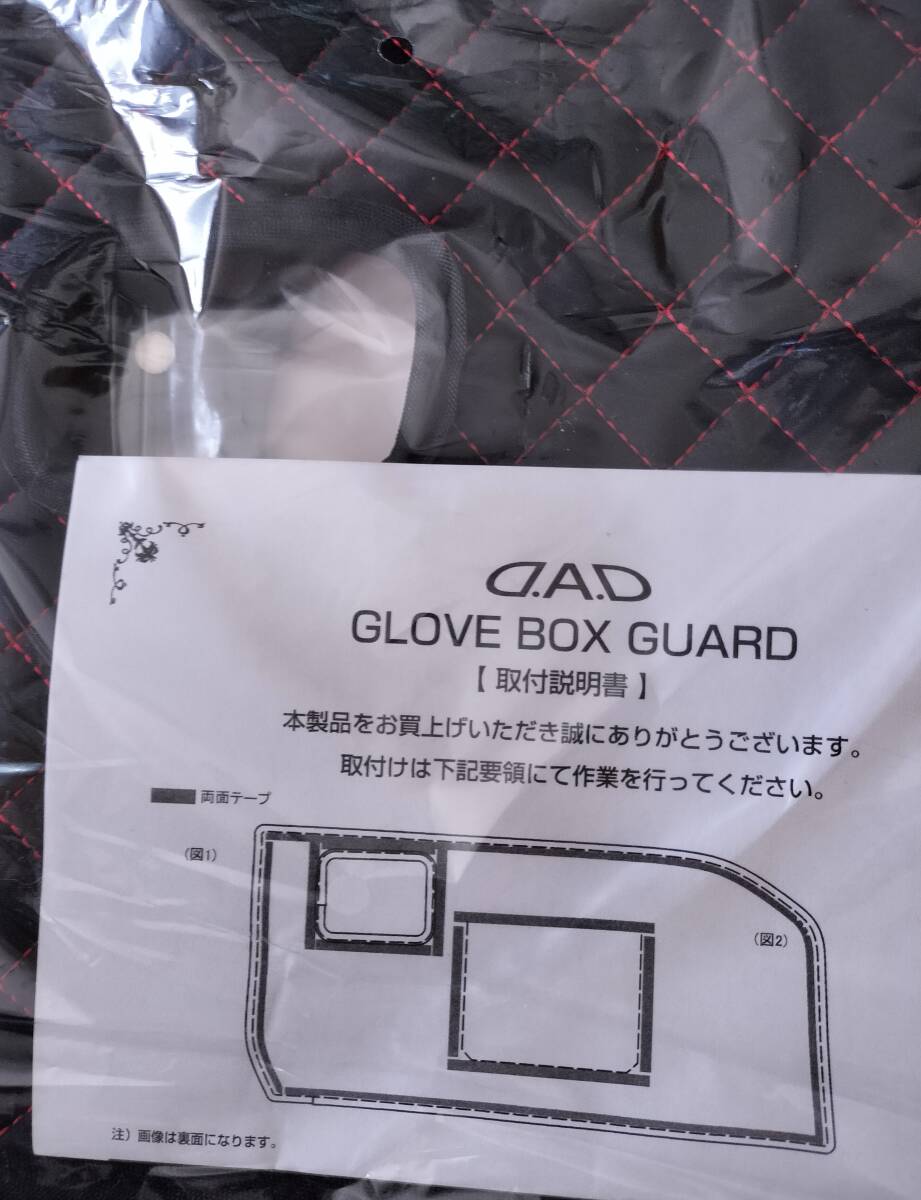 D.A.D
GLOVE BOX GUARD
【 取付説明書 】
本製品をお買上げいただき誠にありがとうございます。
取付けは下記要領にて作業を行ってください。
両面テープ
（図1）
（図2）
注）画像は裏面になります。